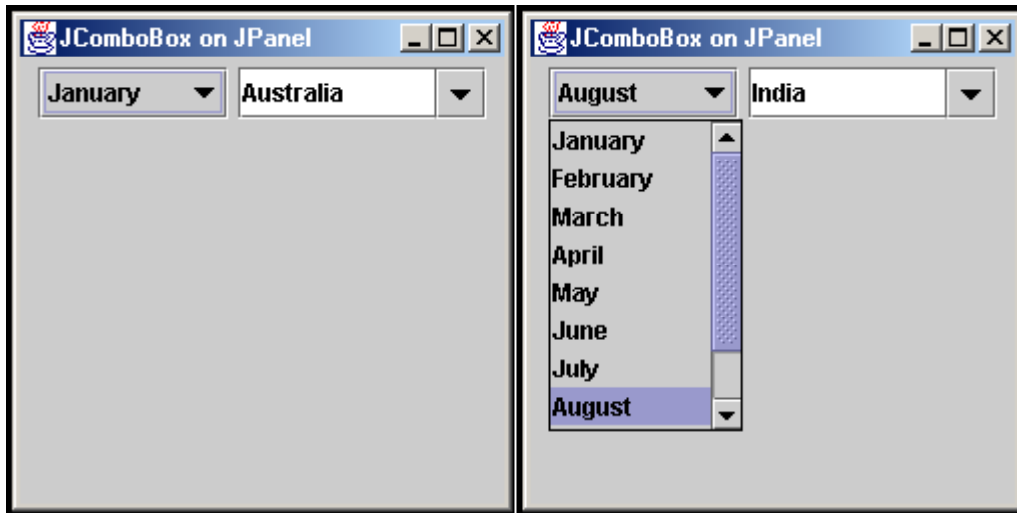 JComboBox on JPanel
January Australia
JComboBox on JPanel
August India
January
February
March
April
May
June
July
August